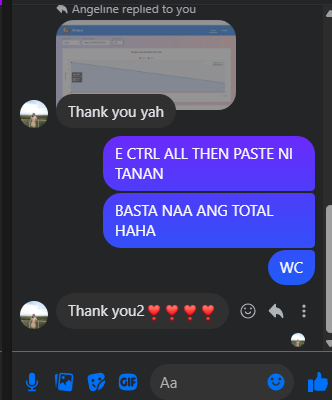 Angeline replied to you
Thank you yah
E CTRL ALL THEN PASTE NI
TANAN
BASTA NAA ANG TOTAL
HAHA
WC
Thank you2❤️❤️❤️❤️
GIF
Aa